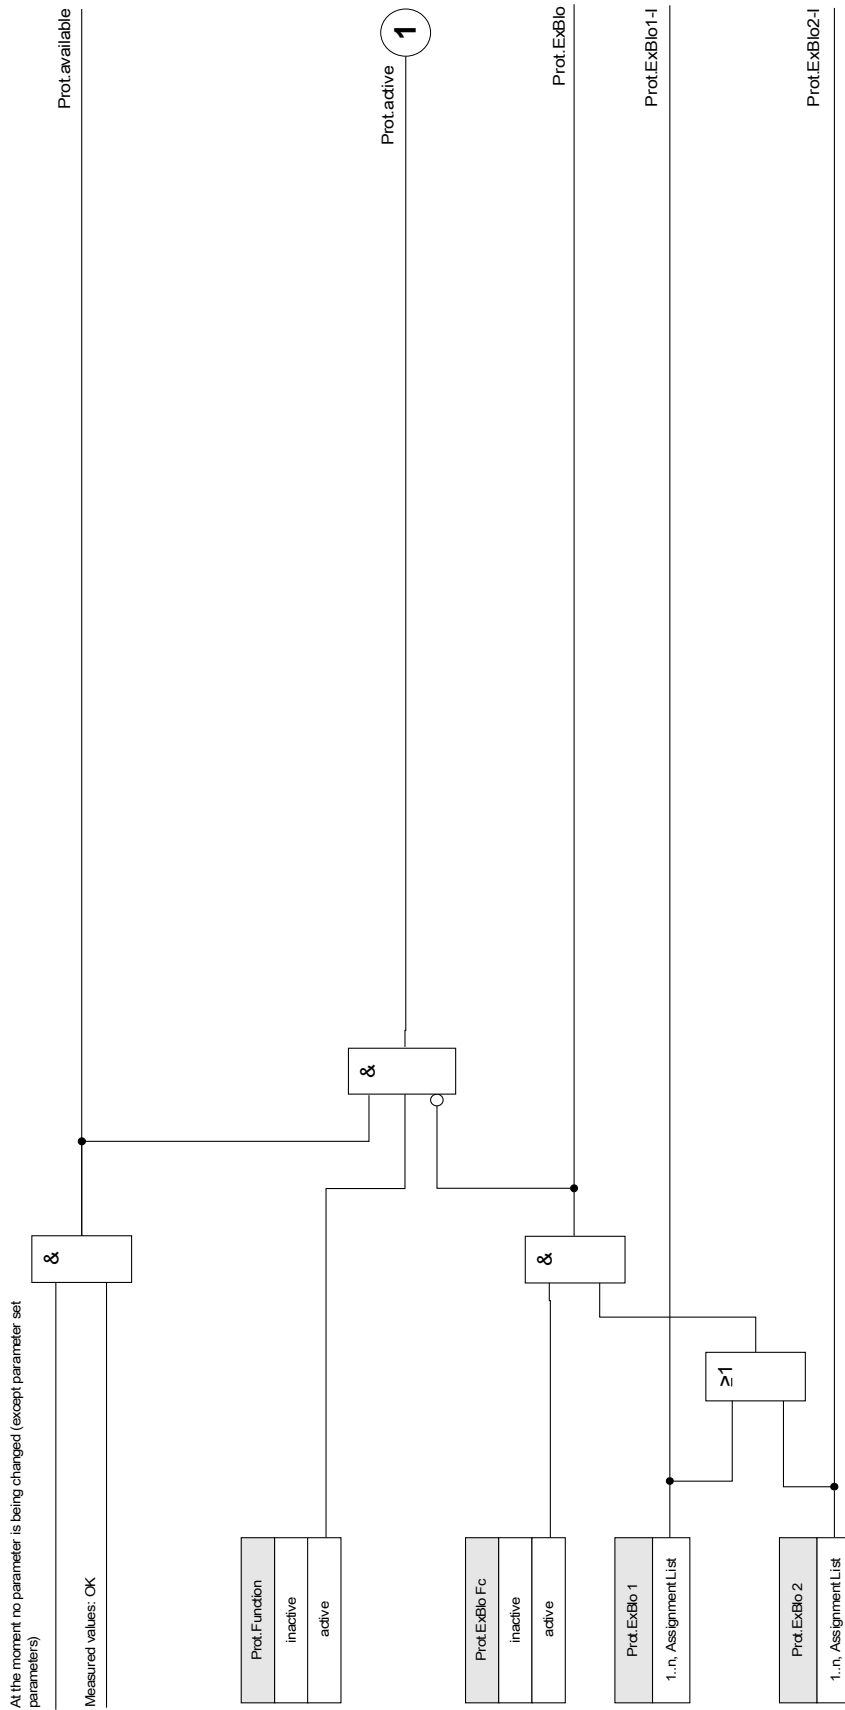 At the moment no parameter is being changed (except parameter set
parameters)
Measured values: OK
&
Prot.available
Prot.Function
inactive
active
&
Prot.active
1
Prot.ExBlo Fc
inactive
active
&
Prot.ExBlo
Prot.ExBlo 1
1..n, Assignment List
Prot.ExBlo1-I
≥1
Prot.ExBlo 2
1..n, Assignment List
Prot.ExBlo2-I